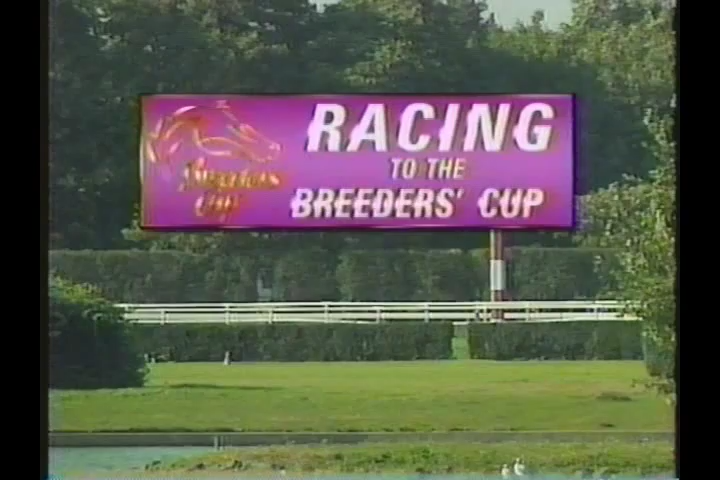 RACING
TO THE
BREEDERS' CUP
Breeders'
Cup